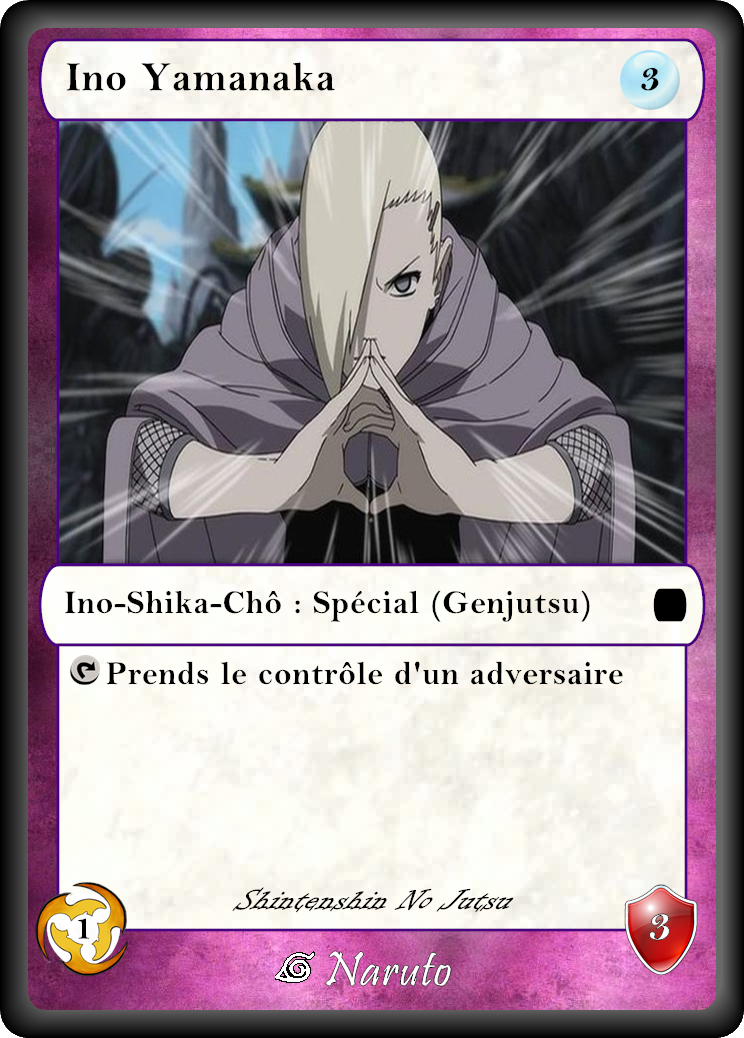 Ino Yamanaka
3
Ino-Shika-Chô : Spécial (Genjutsu)
Prends le contrôle d'un adversaire
Shintenshin No Jutsu
1
3
Naruto